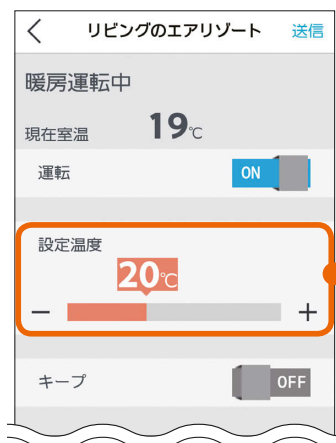 リビングのエアリゾート 送信
暖房運転中
現在室温 19℃
運転 ON
設定温度
20℃
− +
キープ OFF